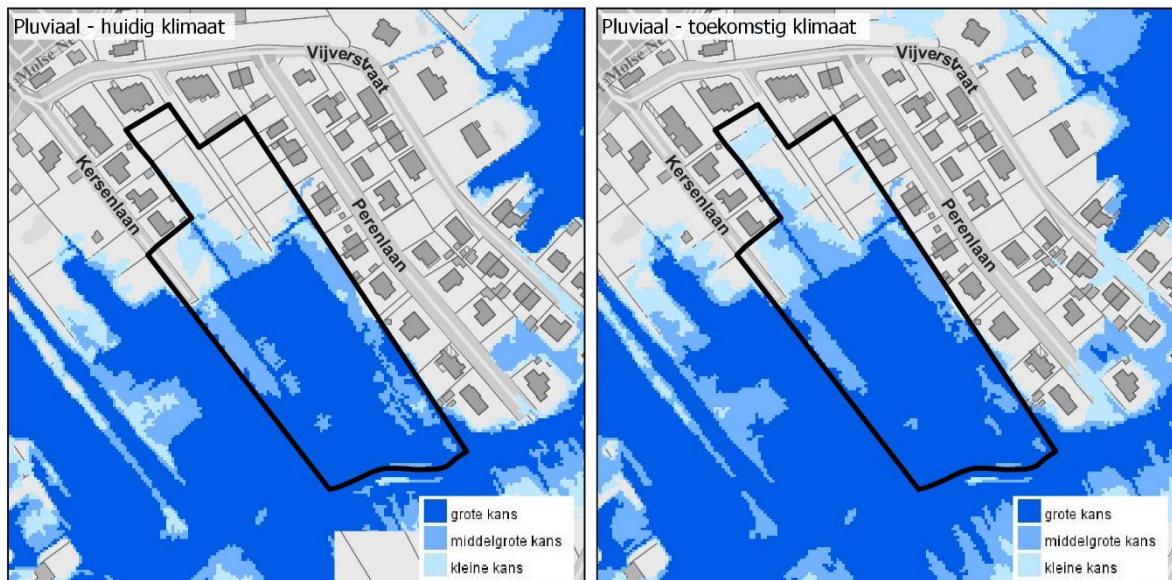 Pluviaal - huidig klimaat
Vijverstraat
Kersenlaan
Perenlaan
grote kans
middelgrote kans
kleine kans
Pluviaal - toekomstig klimaat
Vijverstraat
Kersenlaan
Perenlaan
grote kans
middelgrote kans
kleine kans